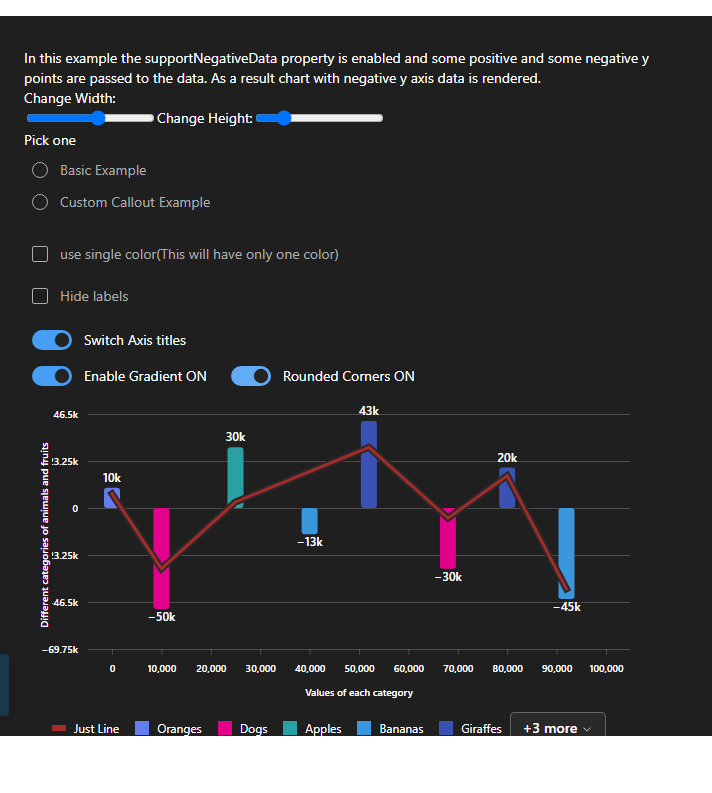 In this example the supportNegativeData property is enabled and some positive and some negative y
points are passed to the data. As a result chart with negative y axis data is rendered.
Change Width:
Change Height:
Pick one
Basic Example
Custom Callout Example
use single color(This will have only one color)
Hide labels
Switch Axis titles
Enable Gradient ON
Rounded Corners ON
Different categories of animals and fruits
46.5k
3.25k
0
3.25k
-46.5k
−69.75k
10k
−50k
30k
−13k
43k
−30k
20k
−45k
0 10,000 20,000 30,000 40,000 50,000 60,000 70,000 80,000 90,000 100,000
Values of each category
Just Line Oranges Dogs Apples Bananas Giraffes +3 more